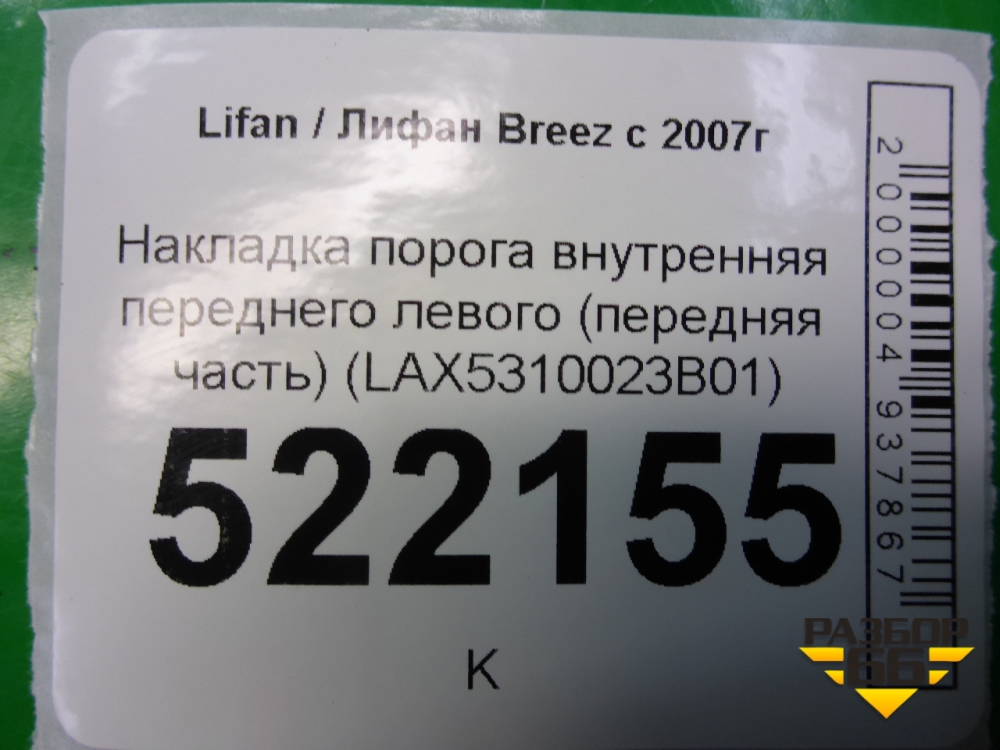 Lifan / Лифан Breez с 2007г
Накладка порога внутренняя
переднего левого (передняя
часть) (LAX5310023B01)
522155
К
2000004937867
РАЗБОР
66